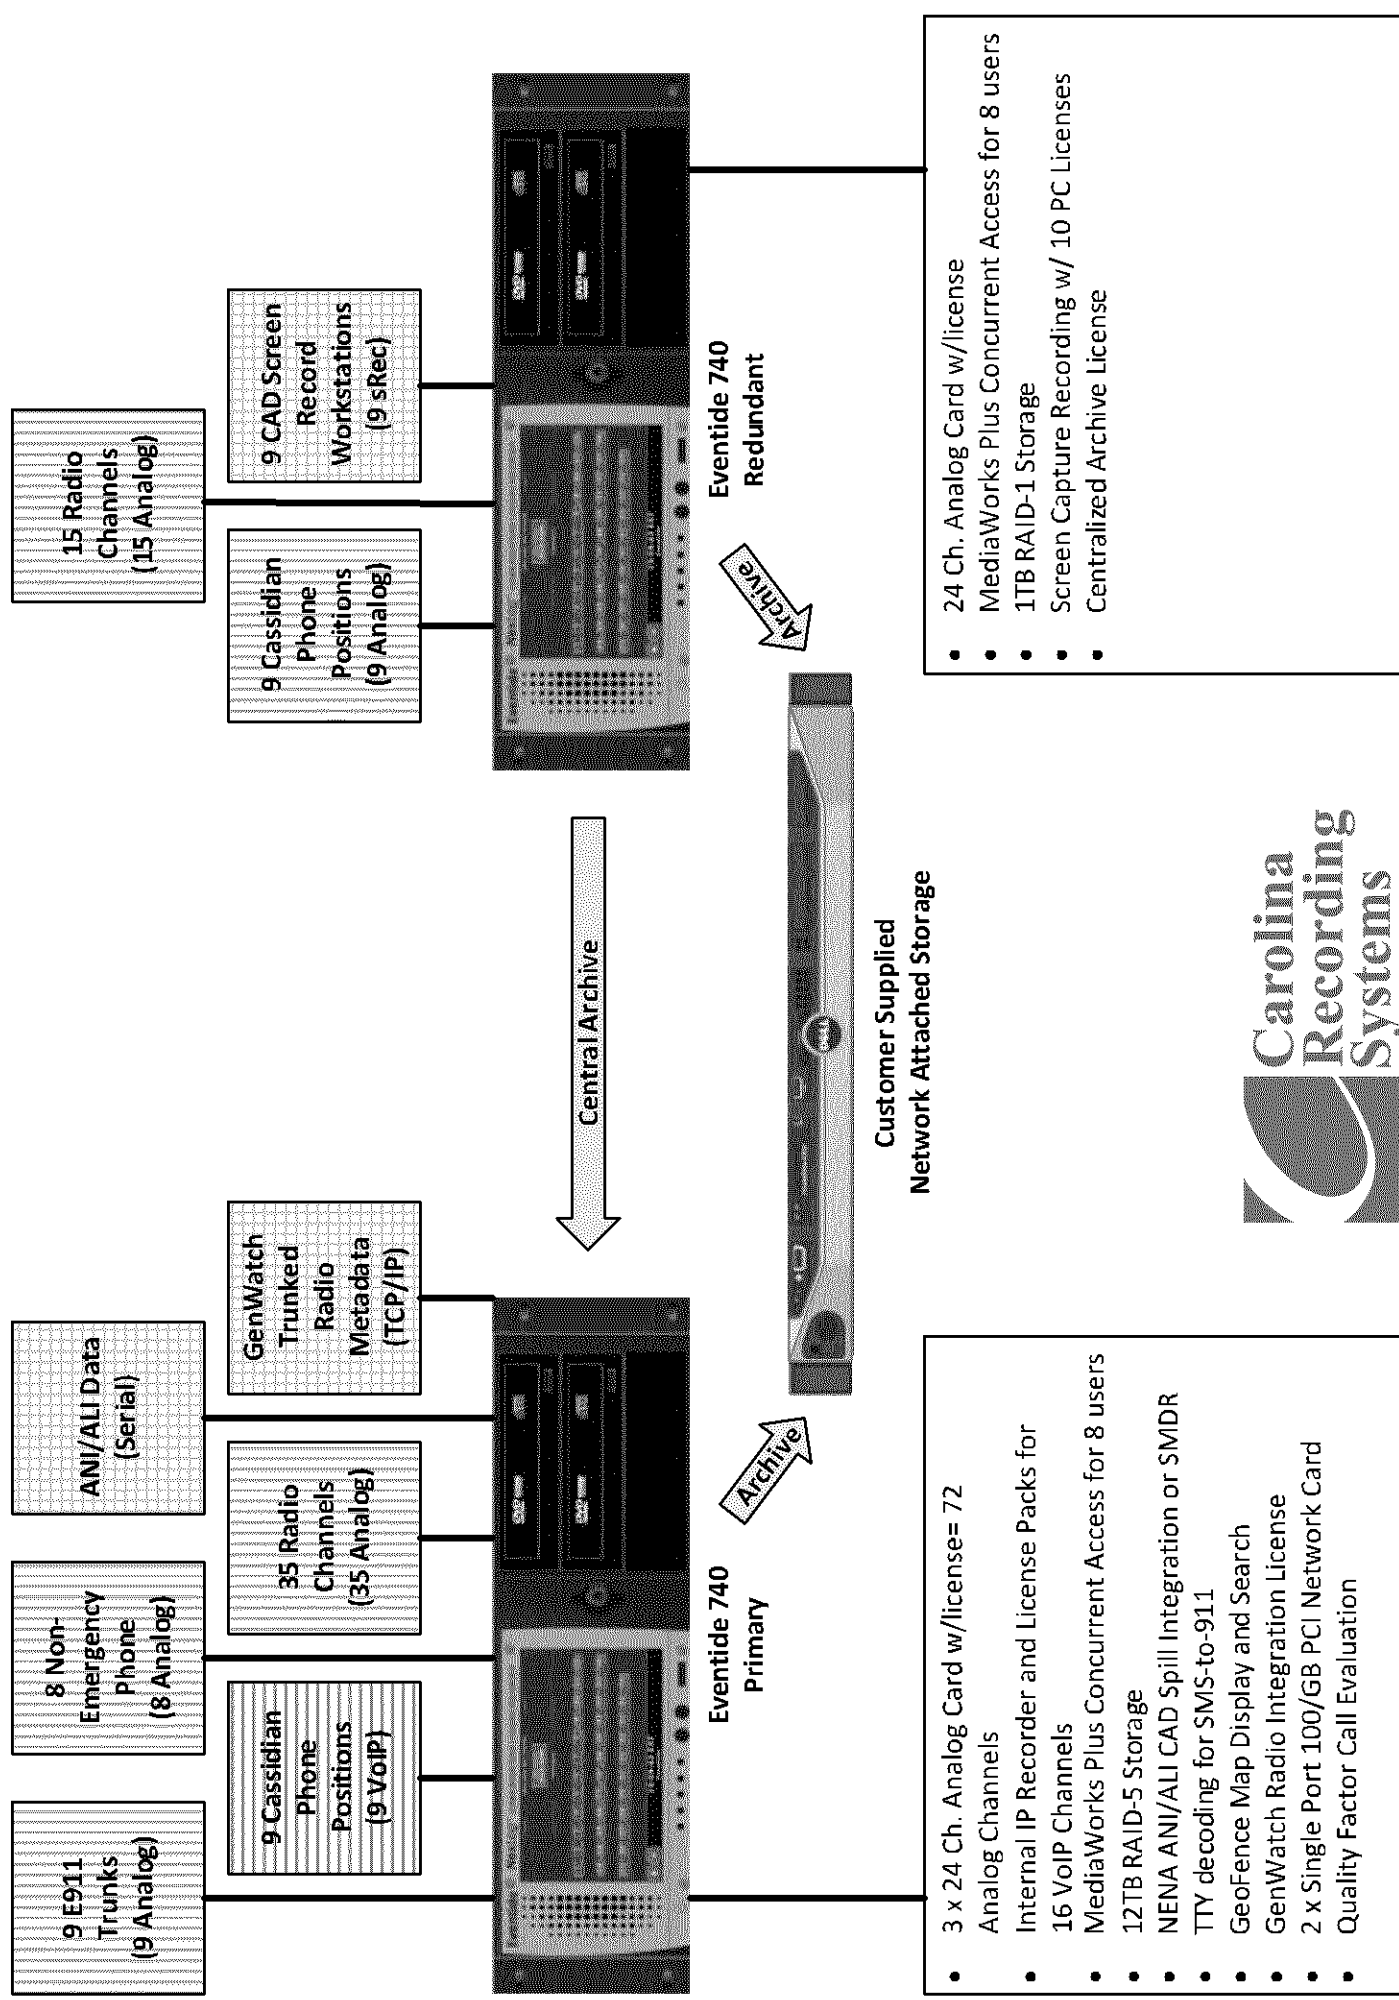 9 E911
Trunks
(9 Analog)
8 Non-
Emergency
Phone
(8 Analog)
ANI/ALI Data
(Serial)
9 Cassidian
Phone
Positions
(9 VoIP)
35 Radio
Channels
(35 Analog)
GenWatch
Trunked
Radio
Metadata
(TCP/IP)
15 Radio
Channels
(15 Analog)
9 Cassidian
Phone
Positions
(9 Analog)
9 CAD Screen
Record
Workstations
(9 sRec)
Central Archive
Eventide 740
Primary
Eventide 740
Redundant
Archive
Archive
DELL
Customer Supplied
Network Attached Storage
• 3 x 24 Ch. Analog Card w/license= 72
Analog Channels
• Internal IP Recorder and License Packs for
16 VoIP Channels
• MediaWorks Plus Concurrent Access for 8 users
• 12TB RAID-5 Storage
• NENA ANI/ALI CAD Spill Integration or SMDR
• TTY decoding for SMS-to-911
• GeoFence Map Display and Search
• GenWatch Radio Integration License
• 2 x Single Port 100/GB PCI Network Card
• Quality Factor Call Evaluation
• 24 Ch. Analog Card w/license
• MediaWorks Plus Concurrent Access for 8 users
• 1TB RAID-1 Storage
• Screen Capture Recording w/ 10 PC Licenses
• Centralized Archive License
Carolina
Recording
Systems